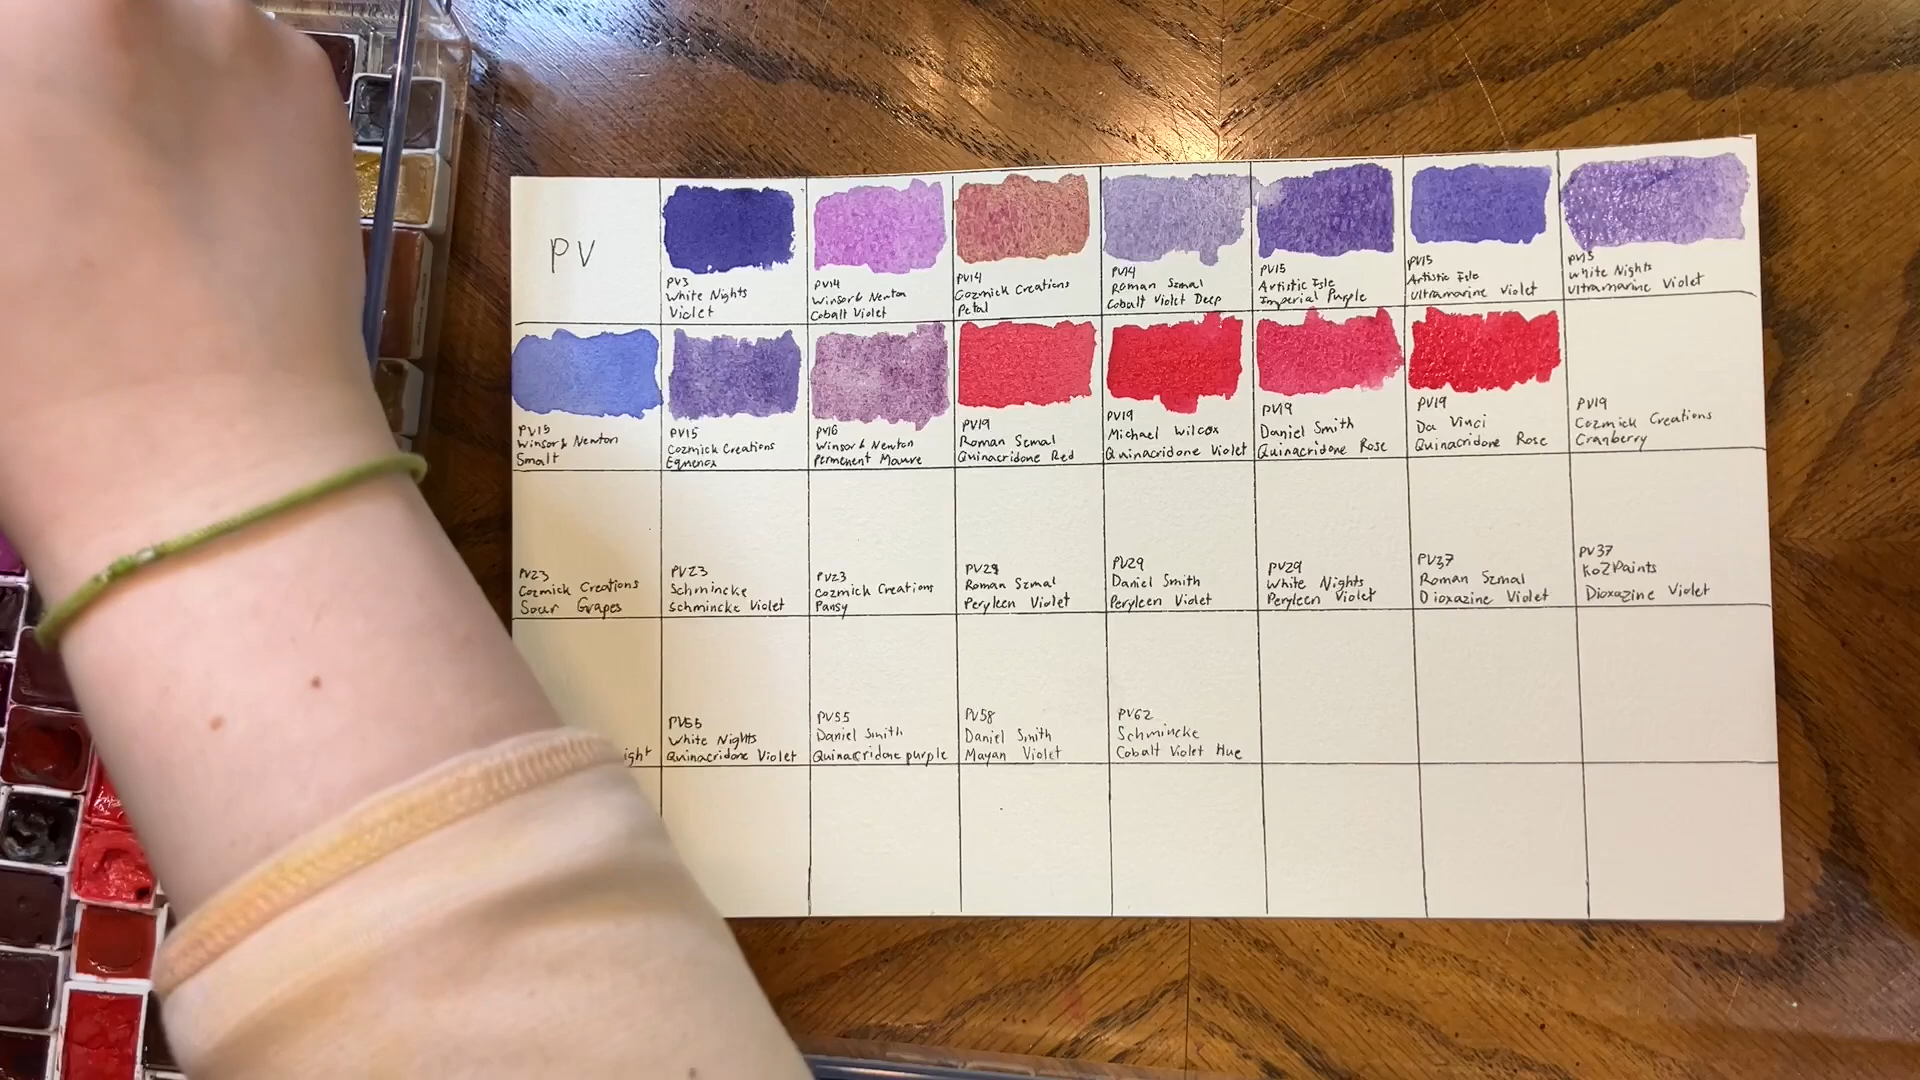 PV
PV3
White Nights
Violet
PV14
Winsor & Newton
Cobalt Violet
PV14
Cozmick Creations
Petal
PV14
Roman Szmal
Cobalt Violet Deep
PV15
Artistic Isle
Imperial Purple
PV15
Artistic Isle
Ultramarine Violet
PV15
White Nights
Ultramarine Violet
PV15
Winsor & Newton
Smalt
PV15
Cozmick Creations
PV16
Winsor & Newton
Permenent Mauve
PV19
Roman Szmal
Quinacridone Red
PV19
Michael Wilcox
Quinacridone Violet
PV19
Daniel Smith
Quinacridone Rose
PV19
Da Vinci
Quinacridone Rose
PV19
Cozmick Creations
Cranberry
PV23
Cozmick Creations
Sour Grapes
PV23
Schmincke
Schmincke Violet
PV23
Cozmick Creations
Pansy
PV29
Roman Szmal
Peryleen Violet
PV29
Daniel Smith
Peryleen Violet
PV29
White Nights
Peryleen Violet
PV37
Roman Szmal
Dioxazine Violet
PV37
KoZPaints
Dioxazine Violet
ight
PV55
White Nights
Quinacridone Violet
PV55
Daniel Smith
Quinacridone purple
PV58
Daniel Smith
Mayan Violet
PV62
Schmincke
Cobalt Violet Hue